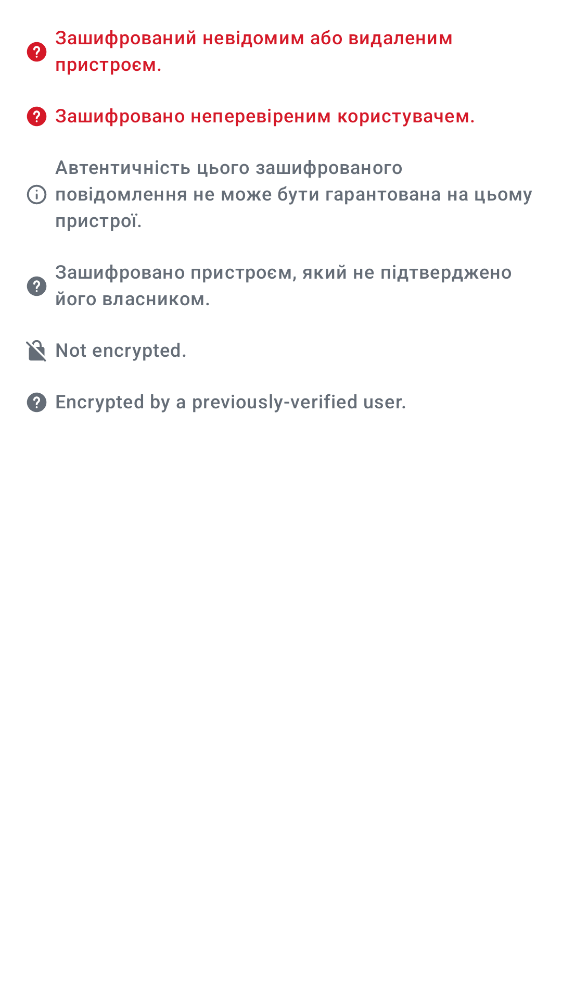 Зашифрований невідомим або видаленим
пристроєм.
Зашифровано неперевіреним користувачем.
Автентичність цього зашифрованого
повідомлення не може бути гарантована на цьому
пристрої.
Зашифровано пристроєм, який не підтверджено
його власником.
Not encrypted.
Encrypted by a previously-verified user.